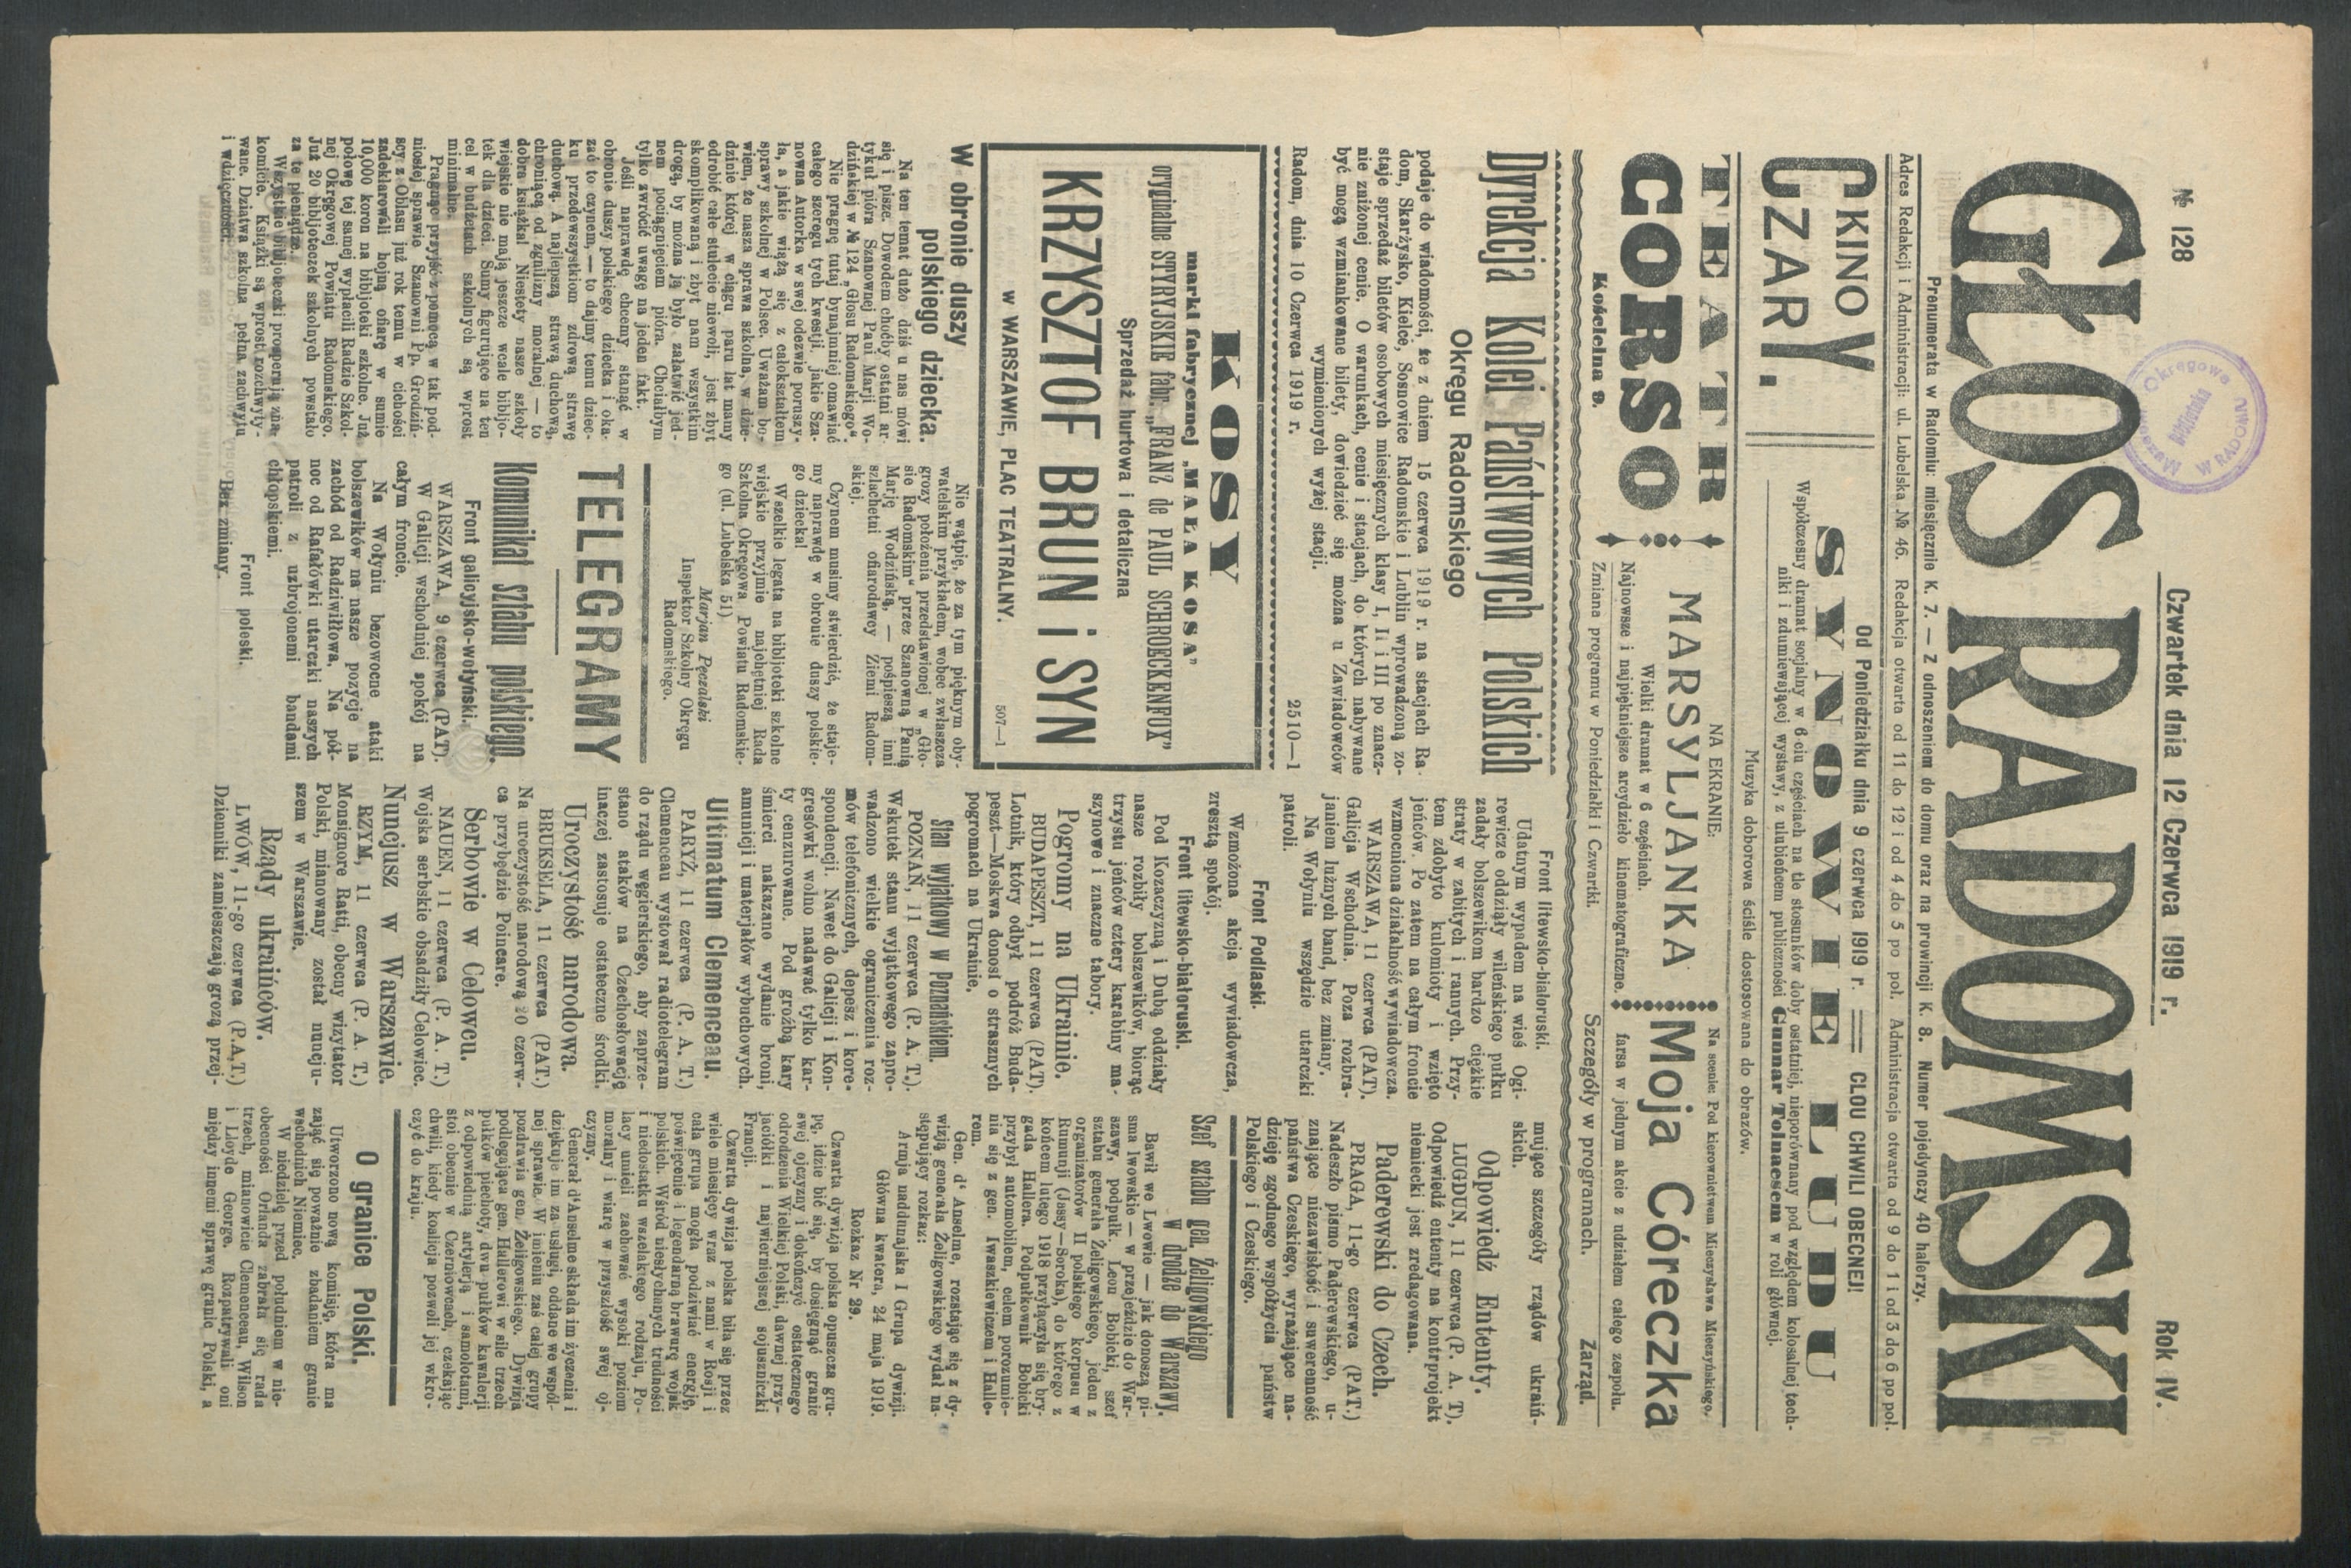 № 128
Czwartek dnia 12 Czerwca 1919 r.
Rok IV.
GŁOS RADOMSKI
Okręgowa
Biblioteka
W RADOMIU
Prenumerata w Radomiu: miesięcznie K. 7. — Z odnoszeniem do domu oraz na prowincji K. 8. Numer pojedynczy 40 halerzy.
Adres Redakcji i Administracji: ul. Lubelska № 46. Redakcja otwarta od 11 do 12 i od 4 do 5 po poł. Administracja otwarta od 9 do 1 i od 3 do 6 po poł.
KINO
CZARY.
Od Poniedziałku dnia 9 czerwca 1919 r. CLOU CHWILI OBECNEJ!
SYNOWIE LUDU
Współczesny dramat socjalny w 6-ciu częściach na tle stosunków doby ostatniej, nieporównany pod względem kolosalnej tech-
niki i zdumiewającej wystawy, z ulubieńcem publiczności Gunnar Tolnaesem w roli głównej.
Muzyka doborowa ściśle dostosowana do obrazów.
TEATR
CORSO
Kościelna 9.
NA EKRANIE:
MARSYLJANKA
Wielki dramat w 6 częściach.
Najnowsze i najpiękniejsze arcydzieło kinematograficzne.
Na scenie: Pod kierownictwem Mieczysława Mieczyńskiego.
Moja Córeczka
farsa w jednym akcie z udziałem całego zespołu.
Zmiana programu w Poniedziałki i Czwartki.
Szczegóły w programach.
Zarząd.
Dyrekcja Kolei Państwowych Polskich
Okręgu Radomskiego
podaje do wiadomości, że z dniem 15 czerwca 1919 r. na stacjach Ra-
dom, Skarżysko, Kielce, Sosnowice Radomskie i Lublin wprowadzoną zo-
staje sprzedaż biletów osobowych miesięcznych klasy I, II i III po znacz-
nie zniżonej cenie. O warunkach, cenie i stacjach, do których nabywane
być mogą wzmiankowane bilety, dowiedzieć się można u Zawiadowców
wymienionych wyżej stacji.
Radom, dnia 10 Czerwca 1919 r.
2510—1
KOSY
marki fabrycznej „MAŁA KOSA"
oryginalne STYRYJSKIE fabr. „FRANZ de PAUL SCHROECKENFOX"
Sprzedaż hurtowa i detaliczna
KRZYSZTOF BRUN i SYN
w WARSZAWIE, PLAC TEATRALNY.
507—1
W obronie duszy
polskiego dziecka.
Na ten temat dużo dziś u nas mówi
się i pisze. Dowodem choćby ostatni ar-
tykuł pióra Szanownej Pani Marji Wo-
dzińskiej w № 124 „Głosu Radomskiego"
Nie pragnę tutaj bynajmniej omawiać
całego szeregu tych kwestji, jakie Sza-
nowna Autorka w swej odezwie poruszy-
ła, a jakie wiążą się z całokształtem
sprawy szkolnej w Polsce. Uważam bo-
wiem, że nasza sprawa szkolna, w dzie-
dzinie której w ciągu paru lat mamy
odrobić całe stulecie niewoli, jest zbyt
skomplikowaną i zbyt nam wszystkim
drogą, by można ją było załatwić jed-
nem pociągnięciem pióra. Chciałbym
tylko zwrócić uwagę na jeden fakt.
Jeśli naprawdę chcemy stanąć w
obronie duszy polskiego dziecka i oka-
zać to czynem,— to dajmy temu dziec-
ku przedewszystkiem zdrową strawę
duchową. A najlepszą strawą duchową,
chroniącą od zgnilizny moralnej — to
dobra książka! Niestety nasze szkoły
wiejskie nie mają jeszcze wcale bibljo-
tek dla dzieci. Sumy figurujące na ten
cel w budżetach szkolnych są wprost
minimalne.
Pragnąc przyjść z pomocą w tak pod-
niosłej sprawie Szanowni Pp. Grodziń-
scy z Oblasu już rok temu w cichości
zadeklarowali hojną ofiarę w sumie
10,000 koron na bibljoteki szkolne. Już
połowę tej samej wypłacili Radzie Szkol-
nej Okręgowej Powiatu Radomskiego.
Już 20 bibljoteczek szkolnych powstało
za te pieniądze.
Wszystkie bibljoteczki prosperują zna-
komicie. Książki są wprost rozchwyty-
wane. Dziatwa szkolna pełna zachwytu
i wdzięczności.
Nie wątpię, że za tym pięknym oby-
watelskim przykładem, wobec zwłaszcza
grozy położenia przedstawionej w „Gło-
sie Radomskim" przez Szanowną Panią
Marję Wodzińską, — pośpieszą inni
szlachetni ofiarodawcy Ziemi Radom-
skiej.
Czynem musimy stwierdzić, że staje-
my naprawdę w obronie duszy polskie-
go dziecka!
Wszelkie legata na bibljoteki szkolne
wiejskie przyjmie najchętniej Rada
Szkolna Okręgowa Powiatu Radomskie-
go (ul. Lubelska 51)
Marjan Pęczalski
Inspektor Szkolny Okręgu
Radomskiego.
TELEGRAMY
Komunikat sztabu polskiego.
Front galicyjsko-wołyński.
WARSZAWA, 9 czerwca (PAT).
W Galicji wschodniej spokój na
całym froncie.
Na Wołyniu bezowocne ataki
bolszewików na nasze pozycje na
zachód od Radziwiłłowa. Na pół-
noc od Rafałówki utarczki naszych
patroli z uzbrojonemi bandami
chłopskiemi.
Front poleski.
Bez zmiany.
Front litewsko-białoruski.
Udatnym wypadem na wieś Ogi-
rewicze oddziały wileńskiego pułku
zadały bolszewikom bardzo ciężkie
straty w zabitych i rannych. Przy-
tem zdobyto kulomioty i wzięto
jeńców. Po zatem na całym froncie
wzmocniona działalność wywiadowcza.
WARSZAWA, 11 czerwca (PAT).
Galicja Wschodnia. Poza rozbra-
janiem luźnych band, bez zmiany.
Na Wołyniu wszędzie utarczki
patroli.
Front Podlaski.
Wzmożona akcja wywiadowcza,
zresztą spokój.
Front litewsko-białoruski.
Pod Kozaczyzną i Dubą oddziały
nasze rozbiły bolszewików, biorąc
trzystu jeńców cztery karabiny ma-
szynowe i znaczne tabory.
Pogromy na Ukrainie.
BUDAPESZT, 11 czerwca (PAT).
Lotnik, który odbył podróż Buda-
peszt—Moskwa donosi o strasznych
pogromach na Ukrainie.
Stan wyjątkowy w Poznańskiem.
POZNAŃ, 11 czerwca (P. A. T.).
Wskutek stanu wyjątkowego zapro-
wadzono wielkie ograniczenia roz-
mów telefonicznych, depesz i kore-
spondencji. Nawet do Galicji i Kon-
gresówki wolno nadawać tylko kar-
ty cenzurowane. Pod groźbą kary
śmierci nakazano wydanie broni,
amunicji i materjałów wybuchowych.
Ultimatum Clemenceau.
PARYŻ, 11 czerwca (P. A. T.)
Clemenceau wystował radiotelegram
do rządu węgierskiego, aby zaprze-
stano ataków na Czechosłowację
inaczej zastosuje ostateczne środki.
Uroczystość narodowa.
BRUKSELA, 11 czerwca (PAT.)
Na uroczystość narodową 20 czerw-
ca przybędzie Poincare.
Serbowie w Celowcu.
NAUEN, 11 czerwca (P. A. T.)
Wojska serbskie obsadziły Celowiec.
Nuncjusz w Warszawie.
RZYM, 11 czerwca (P. A. T.)
Monsignore Ratti, obecny wizytator
Polski, mianowany został nuncju-
szem w Warszawie.
Rządy ukraińców.
LWÓW, 11-go czerwca (P.A.T.)
Dzienniki zamieszczają grozą przej-
mujące szczegóły rządów ukraiń-
skich.
Odpowiedź Ententy.
LUGDUN, 11 czerwca (P. A. T).
Odpowiedź ententy na kontrprojekt
niemiecki jest zredagowana.
Paderewski do Czech.
PRAGA, 11-go czerwca (PAT.)
Nadeszło pismo Paderewskiego, u-
znające niezawisłość i suwerenność
państwa Czeskiego, wyrażające na-
dzieję zgodnego współżycia państw
Polskiego i Czeskiego.
Szef sztabu gen. Żeligowskiego
w drodze do Warszawy.
Bawił we Lwowie — jak donoszą pi-
sma lwowskie — w przejeździe do War-
szawy, podpułk. Leon Bobicki, szef
sztabu generała Żeligowskiego, jeden z
organizatorów II polskiego korpusu w
Rumunji (Jassy—Soroka), do którego z
końcem lutego 1918 przyłączyła się bry-
gada Hallera. Podpułkownik Bobicki
przybył automobilem, celem porozumie-
nia się z gen. Iwaszkiewiczem i Halle-
rem.
Gen. d' Anselme, rozstając się z dy-
wizją generała Żeligowskiego wydał na-
stępujący rozkaz:
Armja naddunajska I Grupa dywizji.
Główna kwatera, 24 maja 1919.
Rozkaz Nr 29.
Czwarta dywizja polska opuszcza gru-
pę, idzie bić się, by dosięgnąć granic
swej ojczyzny i dokończyć ostatecznego
odrodzenia Wielkiej Polski, dawnej przy-
jaciółki i najwierniejszej sojuszniczki
Francji.
Czwarta dywizja polska biła się przez
wiele miesięcy wraz z nami w Rosji i
cała grupa mogła podziwiać energję,
poświęcenie i legendarną brawurę wojsk
polskich. Wśród niesłychanych trudności
i niedostatku wszelakiego rodzaju, Po-
lacy umieli zachować wysoki poziom
moralny i wiarę w przyszłość swej oj-
czyzny.
Generał d'Anselme składa im życzenia i
dziękuje im za usługi, oddane we wspól-
nej sprawie. W imieniu zaś całej grupy
pozdrawia gen. Żeligowskiego. Dywizja
podlegająca gen. Hallerowi w sile trzech
pułków piechoty, dwa pułków kawalerji
z odpowiednią artylerją i samolotami,
stoi obecnie w Czerniowcach, czekając
chwili, kiedy koalicja pozwoli jej wkro-
czyć do kraju.
O granice Polski.
Utworzono nową komisję, która ma
zająć się poważnie zbadaniem granic
wschodnich Niemiec.
W niedzielę przed południem w nie-
obecności Orlanda zabrała się rada
trzech, mianowicie Clemenceau, Wilson
i Lloyde George. Rozpatrywali oni
między innemi sprawę granic Polski, a